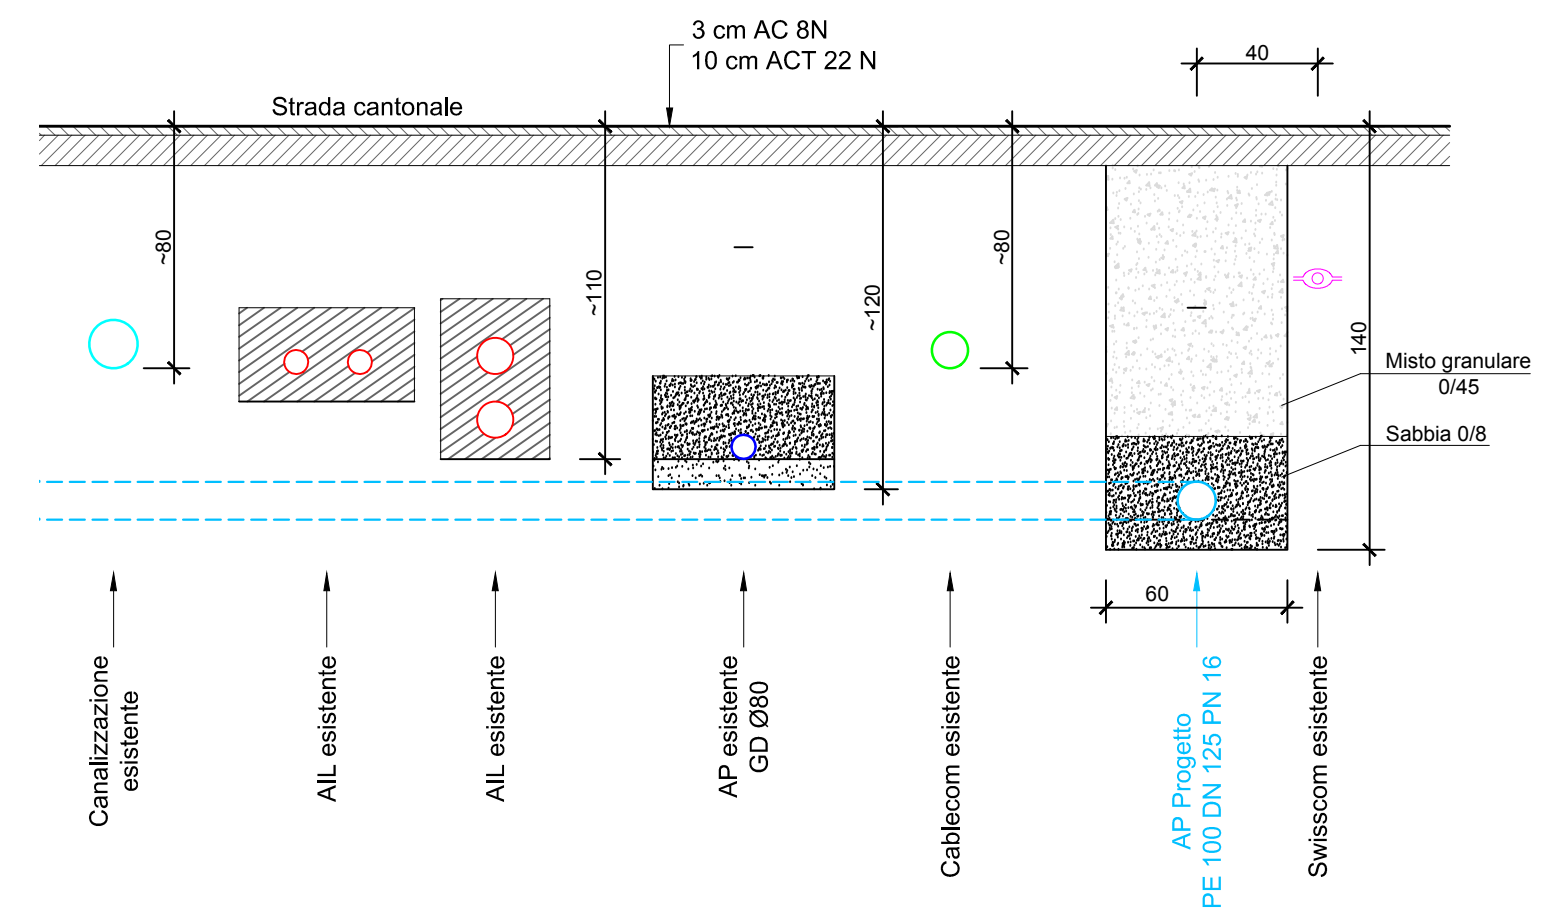 3 cm AC 8N
10 cm ACT 22 N
40
Strada cantonale
~80
~110
~120
~80
140
Misto granulare
0/45
Sabbia 0/8
60
Canalizzazione
esistente
AIL esistente
AIL esistente
AP esistente
GD Ø80
Cablecom esistente
AP Progetto
PE 100 DN 125 PN 16
Swisscom esistente